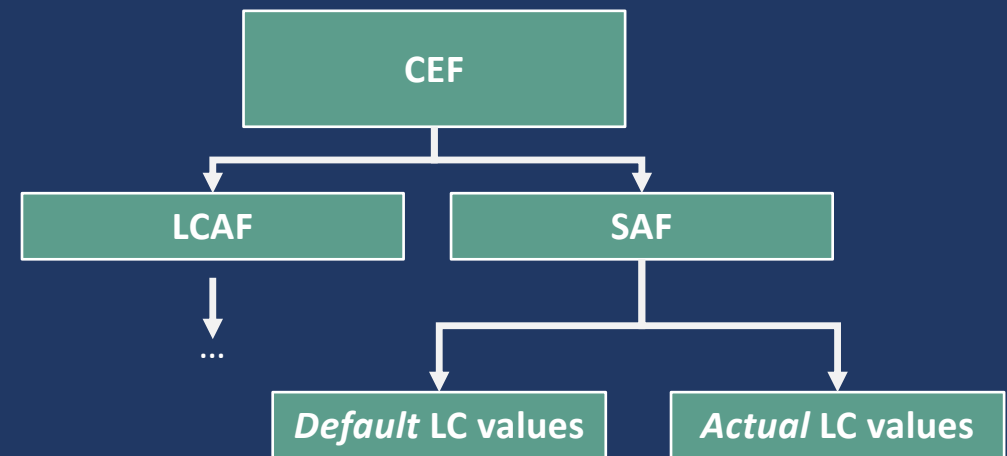 CEF
LCAF
SAF
...
Default LC values
Actual LC values